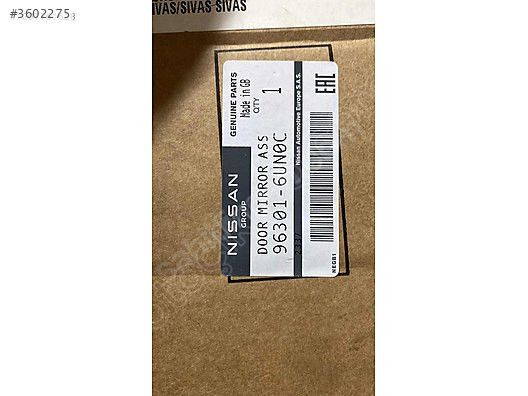 #3602275
SIVAS/SIVAS-SIVAS
NISSAN
GROUP
GENUINE PARTS
Made in GB
QTY 1
DOOR MIRROR ASS
96301-6UN0C
Nissan Automotive Europe S.A.S.
EAC
NEGB1